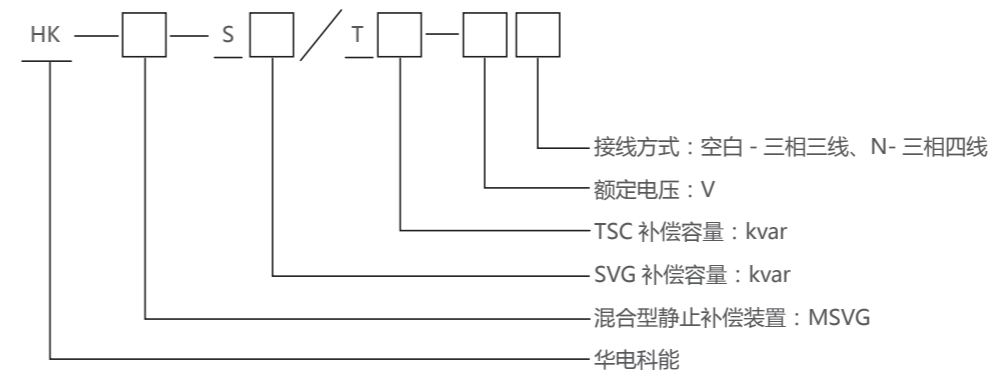 HK — □ — S □ / T □ — □ □
接线方式：空白 - 三相三线、N- 三相四线
额定电压：V
TSC 补偿容量：kvar
SVG 补偿容量：kvar
混合型静止补偿装置：MSVG
华电科能